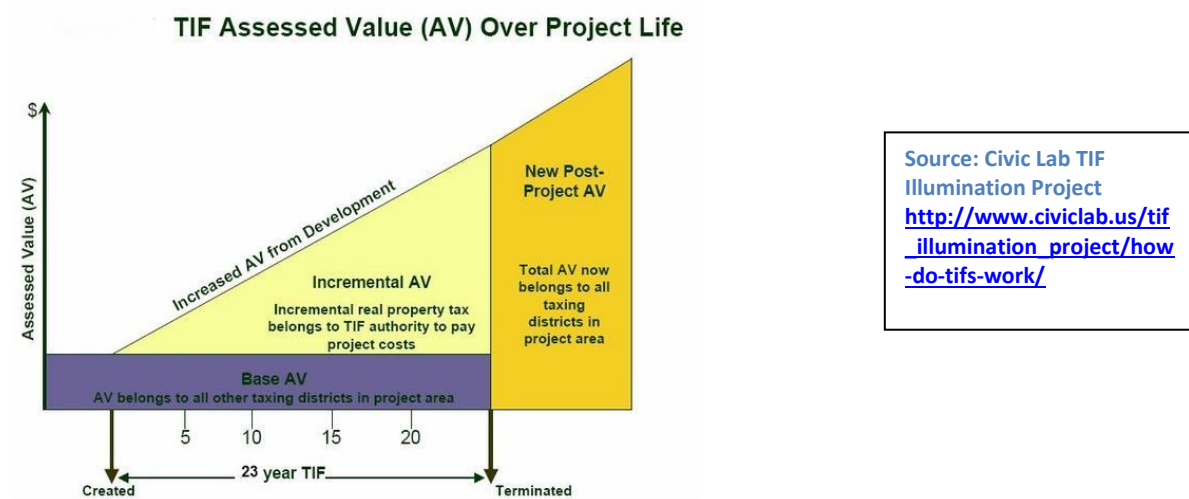 TIF Assessed Value (AV) Over Project Life
$
Assessed Value (AV)
Increased AV from Development
Incremental AV
Incremental real property tax
belongs to TIF authority to pay
project costs
Base AV
AV belongs to all other taxing districts in project area
New Post-
Project AV
Total AV now
belongs to all
taxing
districts in
project area
5
10
15
20
23 year TIF
Created
Terminated
Source: Civic Lab TIF
Illumination Project
http://www.civiclab.us/tif
_illumination_project/how
-do-tifs-work/